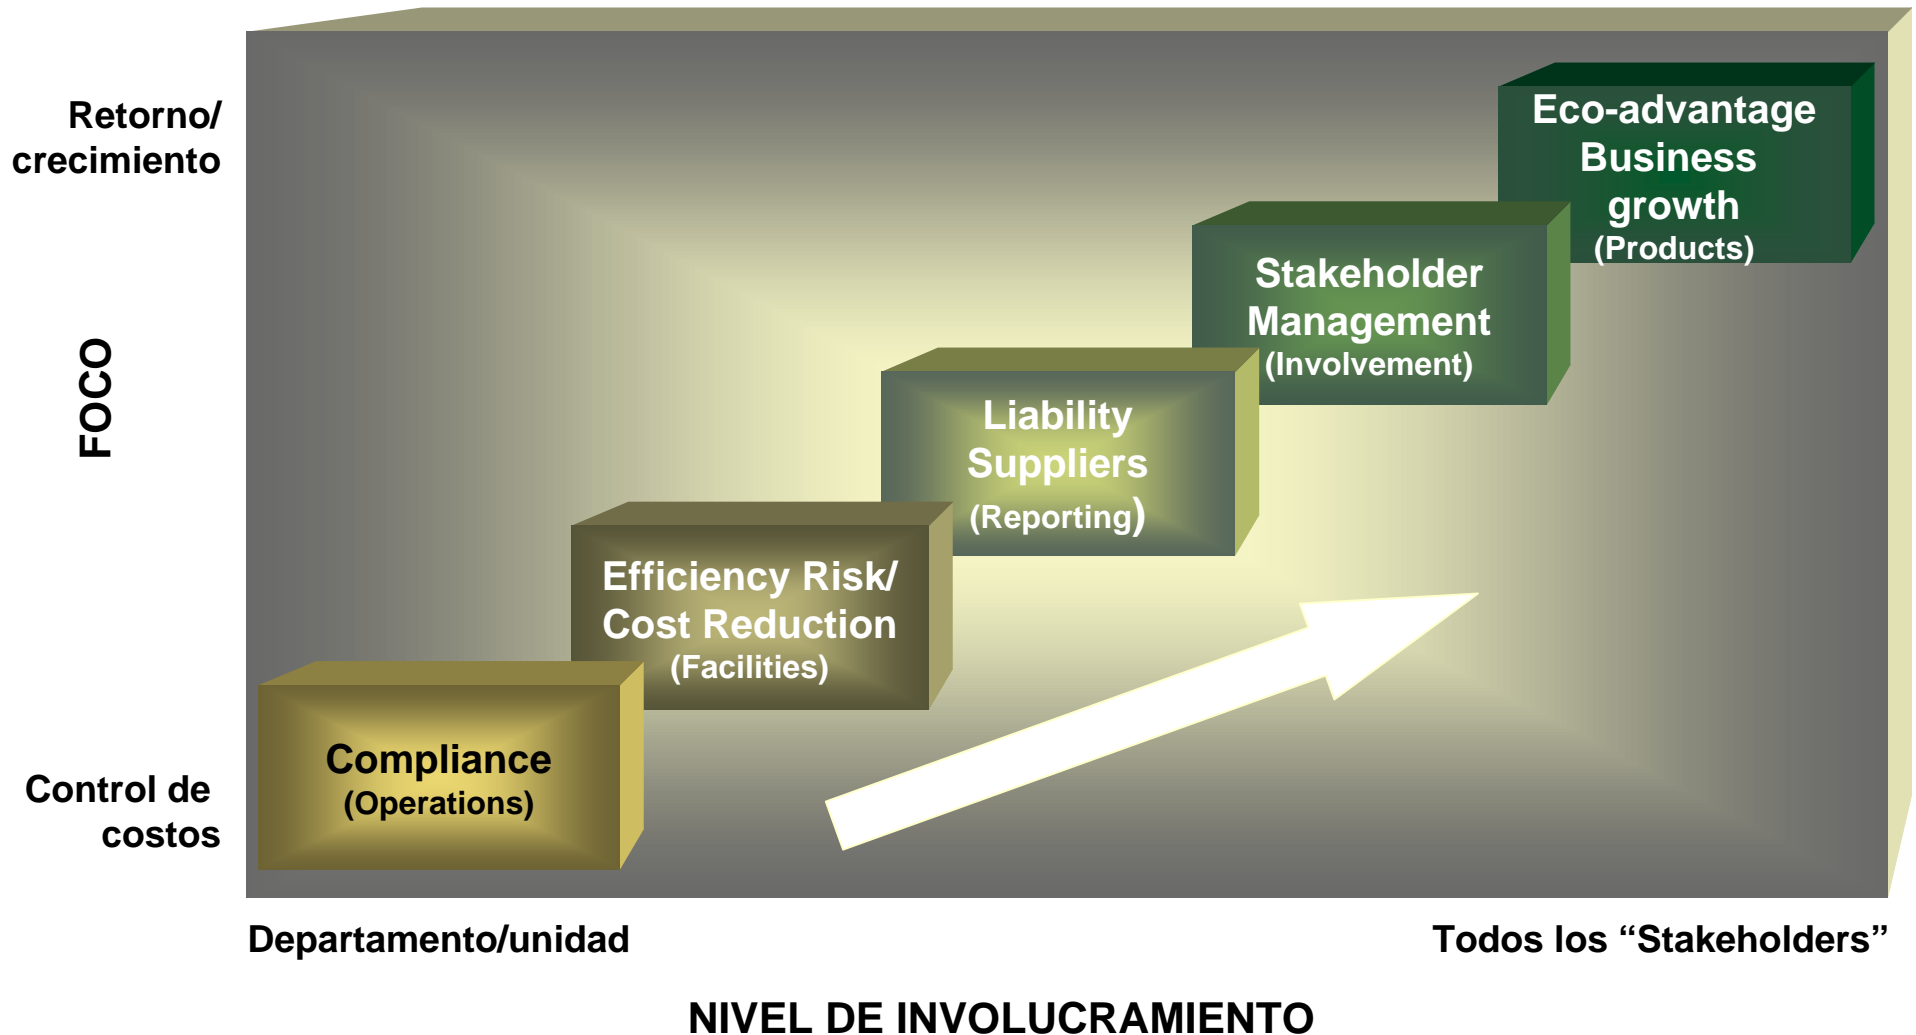 Retorno/
crecimiento
FOCO
Control de
costos
Eco-advantage
Business
growth
(Products)
Stakeholder
Management
(Involvement)
Liability
Suppliers
(Reporting)
Efficiency Risk/
Cost Reduction
(Facilities)
Compliance
(Operations)
Departamento/unidad
Todos los “Stakeholders”
NIVEL DE INVOLUCRAMIENTO